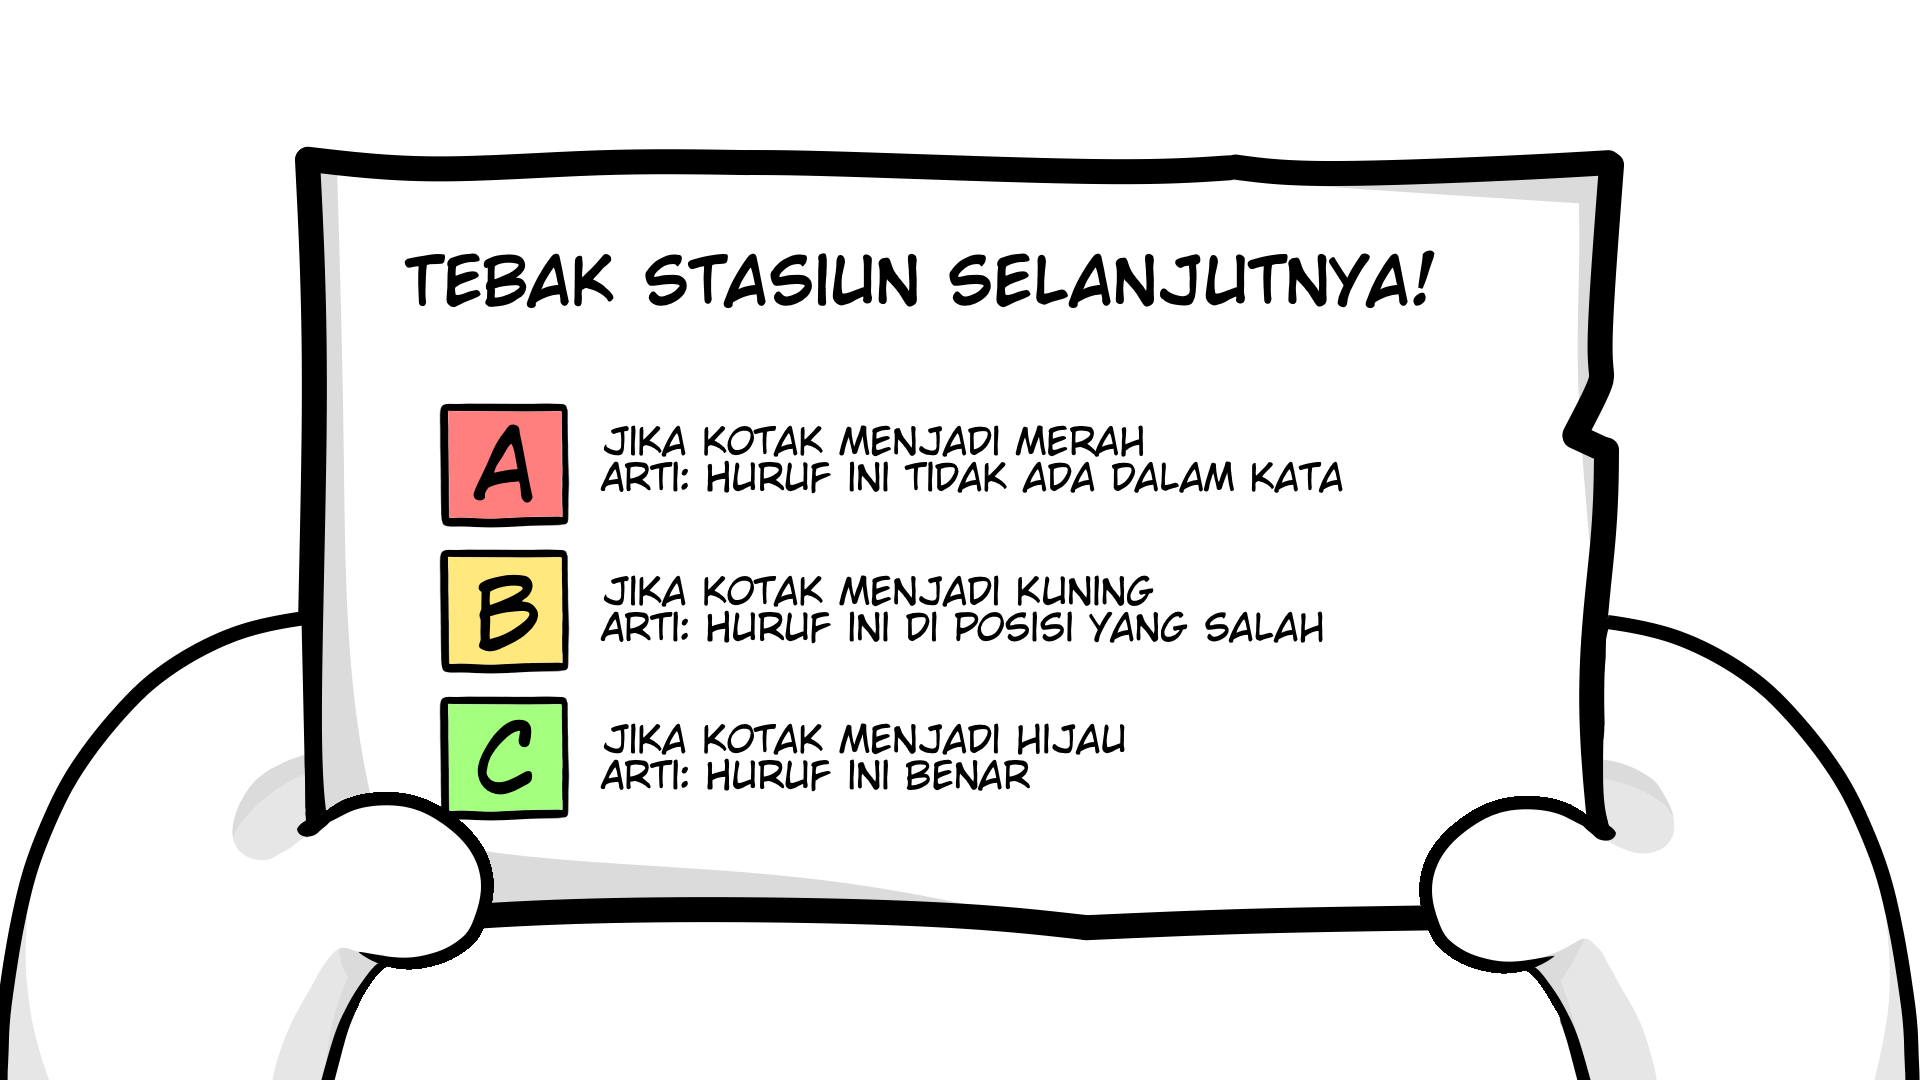 TEBAK STASIUN SELANJUTNYA!
A
JIKA KOTAK MENJADI MERAH
ARTI: HURUF INI TIDAK ADA DALAM KATA
B
JIKA KOTAK MENJADI KUNING
ARTI: HURUF INI DI POSISI YANG SALAH
C
JIKA KOTAK MENJADI HIJAU
ARTI: HURUF INI BENAR